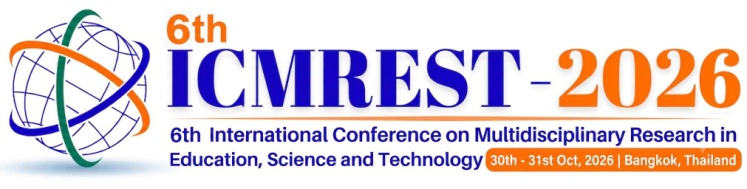 6th
ICMREST - 2026
6th International Conference on Multidisciplinary Research in
Education, Science and Technology 30th - 31st Oct, 2026 | Bangkok, Thailand